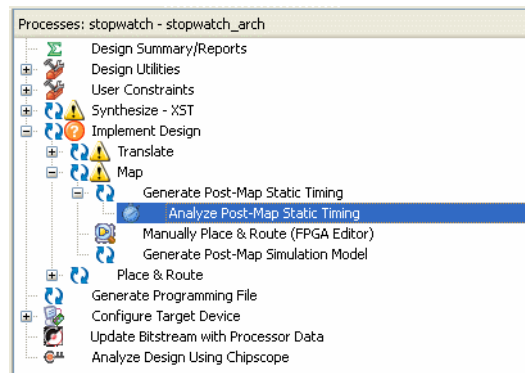 Processes: stopwatch - stopwatch_arch
Design Summary/Reports
Design Utilities
User Constraints
Synthesize - XST
Implement Design
Translate
Map
Generate Post-Map Static Timing
Analyze Post-Map Static Timing
Manually Place & Route (FPGA Editor)
Generate Post-Map Simulation Model
Place & Route
Generate Programming File
Configure Target Device
Update Bitstream with Processor Data
Analyze Design Using Chipscope